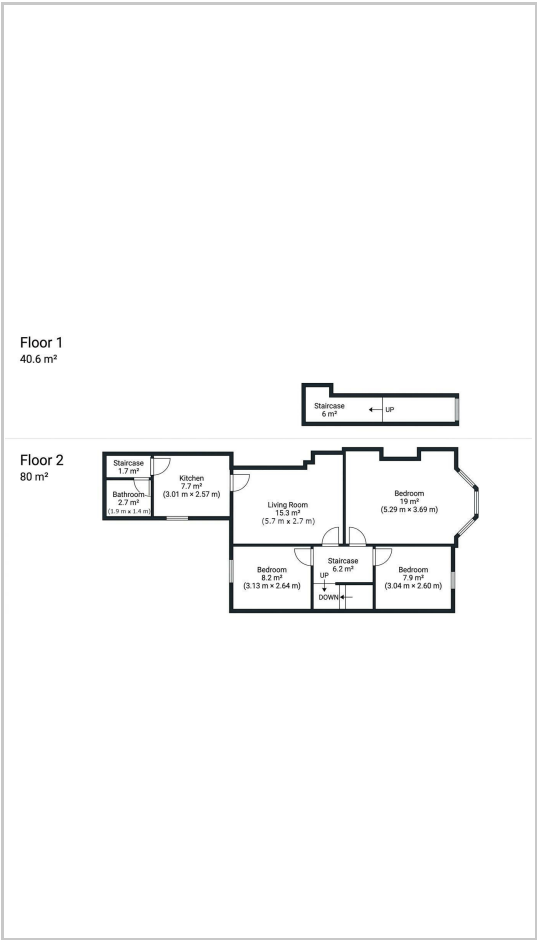 Floor 1
40.6 m²
Staircase
6 m²
UP
Floor 2
80 m²
Staircase
1.7 m²
Kitchen
7.7 m²
(3.01 m × 2.57 m)
Bathroom
2.7 m²
(1.9 m x 1.4 m)
Living Room
15.3 m²
(5.7 m x 2.7 m)
Bedroom
19 m²
(5.29 m × 3.69 m)
Bedroom
8.2 m²
(3.13 m × 2.64 m)
Staircase
6.2 m²
UP
DOWN
Bedroom
7.9 m²
(3.04 m × 2.60 m)